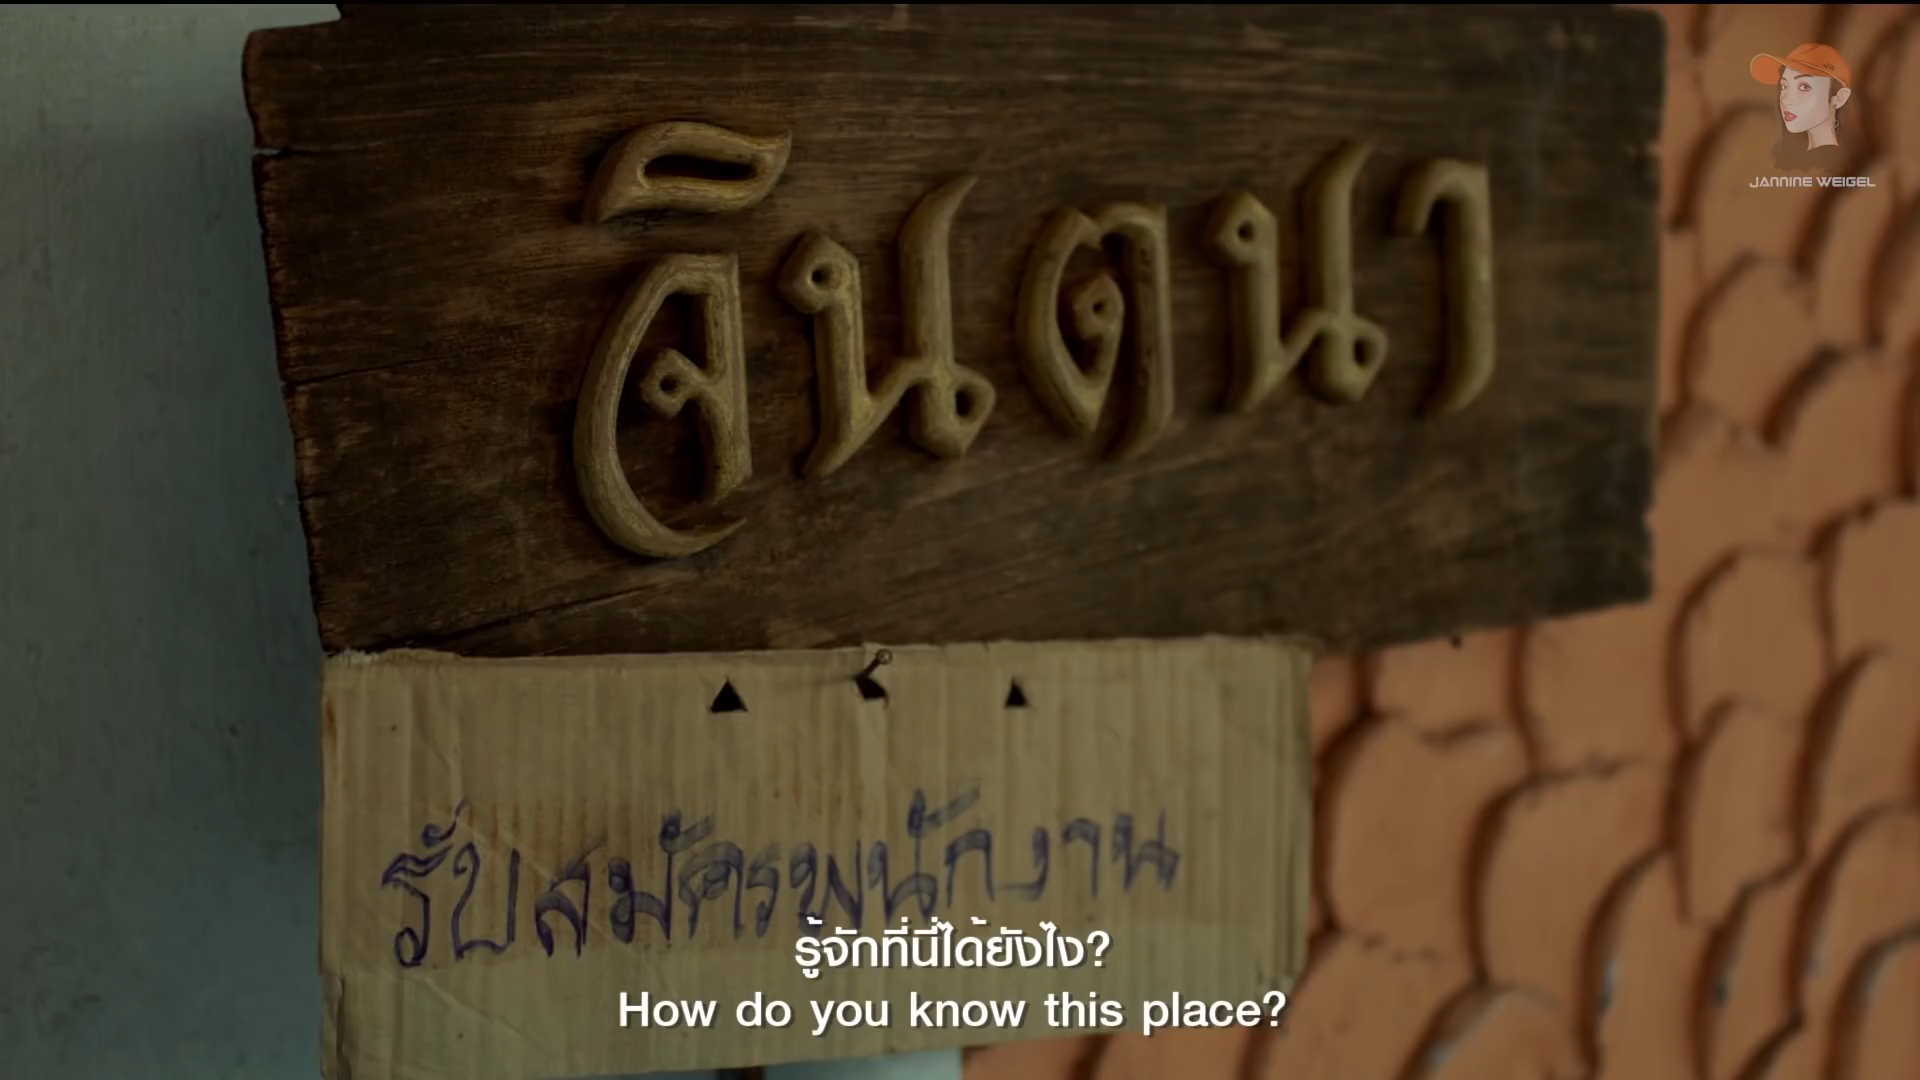 จินตนา
JANNINE WEIGEL
รับสมัครพนักงาน
รู้จักที่นี่ได้ยังไง?
How do you know this place?